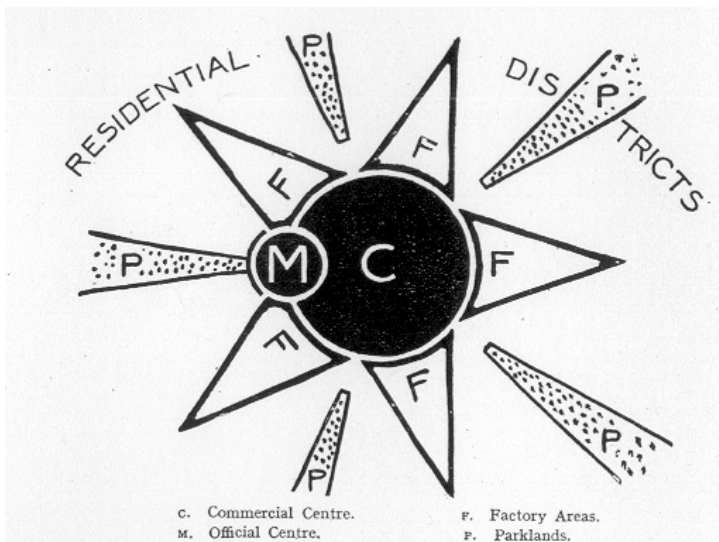 RESIDENTIAL
DISTRICTS
P
P
F
F
P
M
C
F
F
F
P
P
C. Commercial Centre.
M. Official Centre.
F. Factory Areas.
P. Parklands.